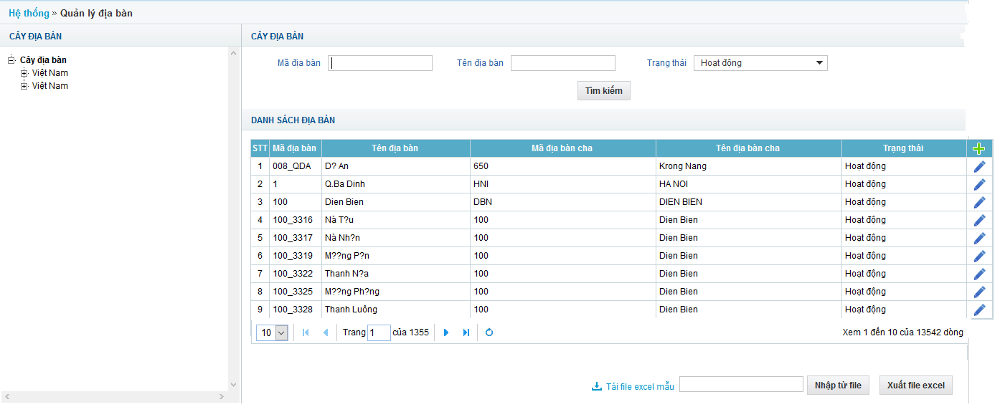 Hệ thống » Quản lý địa bàn
CÂY ĐỊA BÀN
Cây địa bàn
Việt Nam
Việt Nam
CÂY ĐỊA BÀN
Mã địa bàn Tên địa bàn Trạng thái Hoạt động
Tìm kiếm
DANH SÁCH ĐỊA BÀN
STT Mã địa bàn Tên địa bàn Mã địa bàn cha Tên địa bàn cha Trạng thái
1 008_QDA D? An 650 Krong Nang Hoạt động
2 1 Q.Ba Dinh HNI HA NOI Hoạt động
3 100 Dien Bien DBN DIEN BIEN Hoạt động
4 100_3316 Nà T?u 100 Dien Bien Hoạt động
5 100_3317 Nà Nh?n 100 Dien Bien Hoạt động
6 100_3319 M??ng P?n 100 Dien Bien Hoạt động
7 100_3322 Thanh N?a 100 Dien Bien Hoạt động
8 100_3325 M??ng Ph?ng 100 Dien Bien Hoạt động
9 100_3328 Thanh Luông 100 Dien Bien Hoạt động
10 Trang 1 của 1355 Xem 1 đến 10 của 13542 dòng
Tải file excel mẫu Nhập từ file Xuất file excel